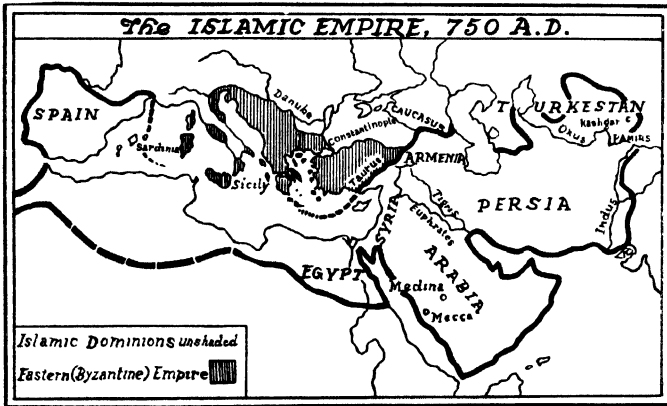 The ISLAMIC EMPIRE, 750 A.D.
SPAIN
Sardinia
Sicily
Danube
Constantinople
CAUCASUS
Taurus
ARMENIA
TURKESTAN
Kashgar
Oxus
PAMIRS
PERSIA
Indus
Tigris
Euphrates
SYRIA
EGYPT
ARABIA
Medina
Mecca
Islamic Dominions unshaded
Eastern (Byzantine) Empire